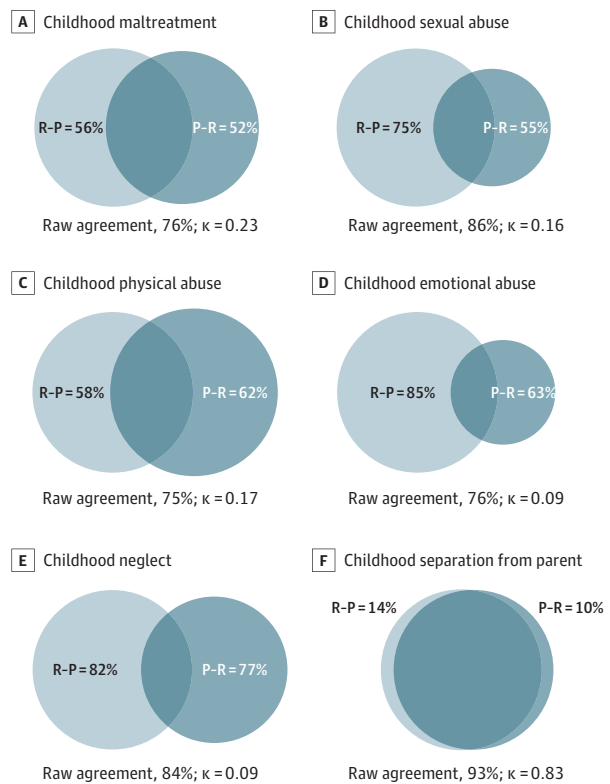 A Childhood maltreatment
R-P = 56% P-R = 52%
Raw agreement, 76%; κ = 0.23
B Childhood sexual abuse
R-P = 75% P-R = 55%
Raw agreement, 86%; κ = 0.16
C Childhood physical abuse
R-P = 58% P-R = 62%
Raw agreement, 75%; κ = 0.17
D Childhood emotional abuse
R-P = 85% P-R = 63%
Raw agreement, 76%; κ = 0.09
E Childhood neglect
R-P = 82% P-R = 77%
Raw agreement, 84%; κ = 0.09
F Childhood separation from parent
R-P = 14% P-R = 10%
Raw agreement, 93%; κ = 0.83